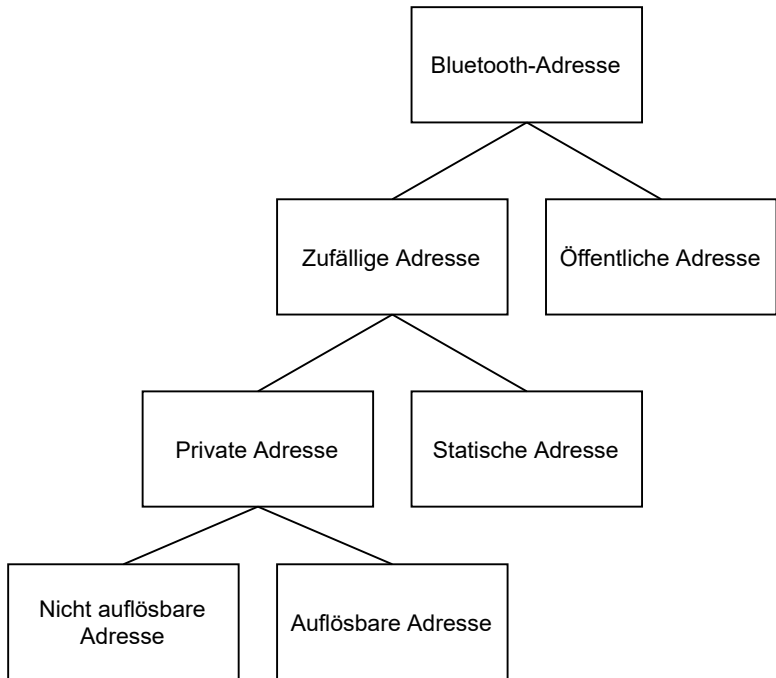 Bluetooth-Adresse
Zufällige Adresse
Öffentliche Adresse
Private Adresse
Statische Adresse
Nicht auflösbare
Adresse
Auflösbare Adresse